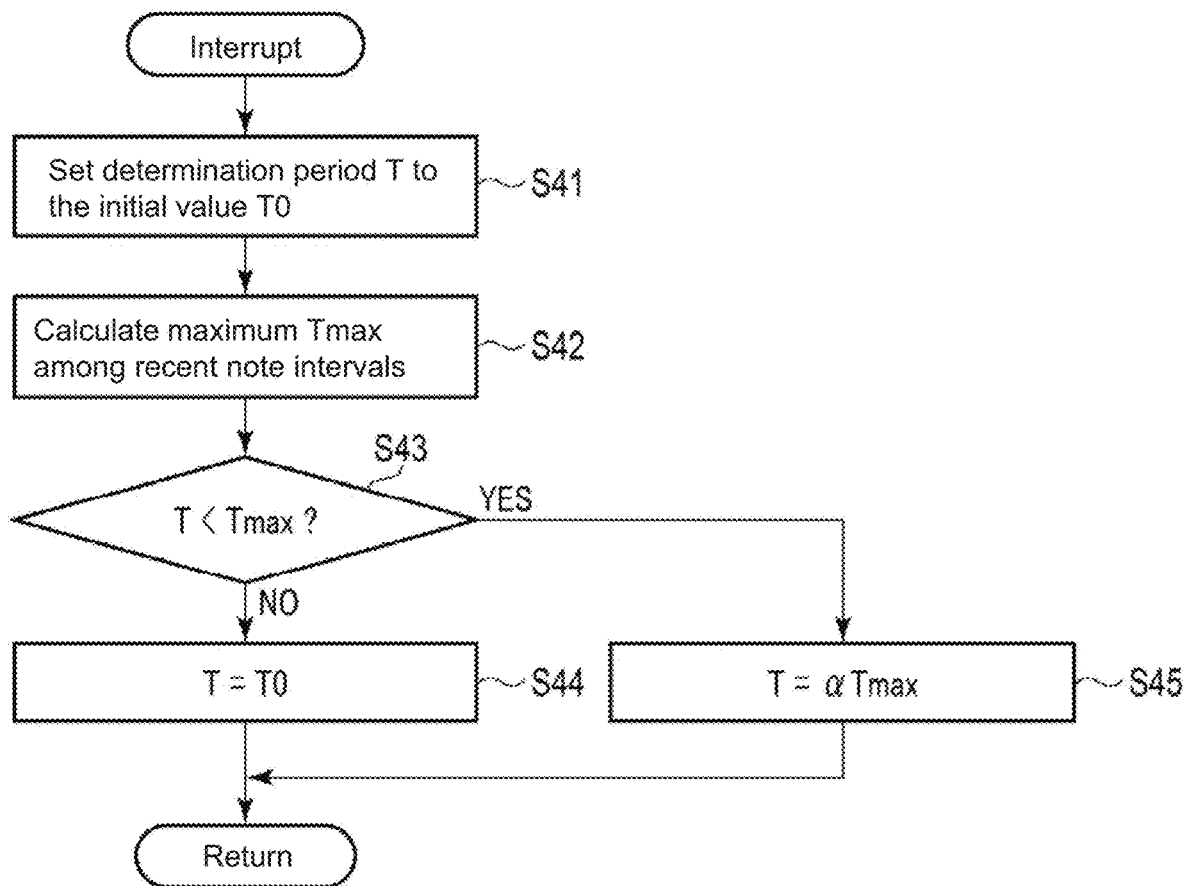 Interrupt
Set determination period T to
the initial value T0
S41
Calculate maximum Tmax
among recent note intervals
S42
S43
T < Tmax ?
YES
NO
T = T0
S44
T = α Tmax
S45
Return